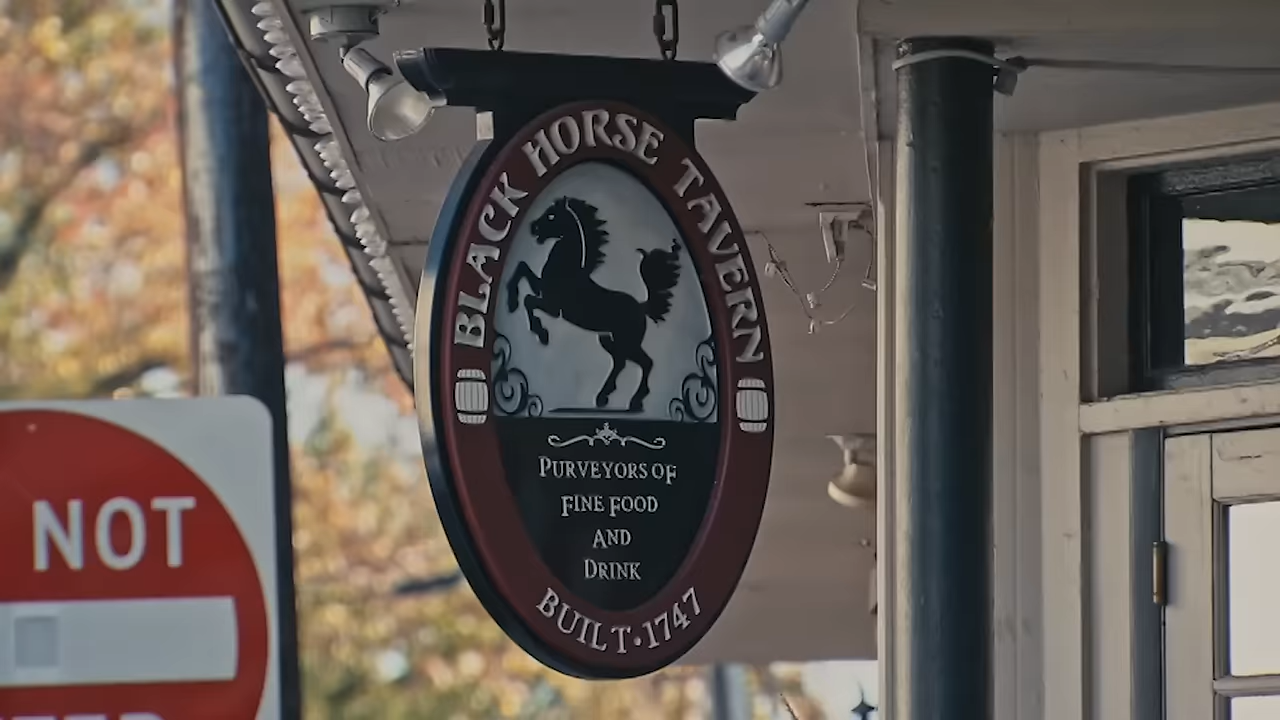 BLACK HORSE TAVERN
PURVEYORS OF
FINE FOOD
AND
DRINK
BUILT·1747
NOT